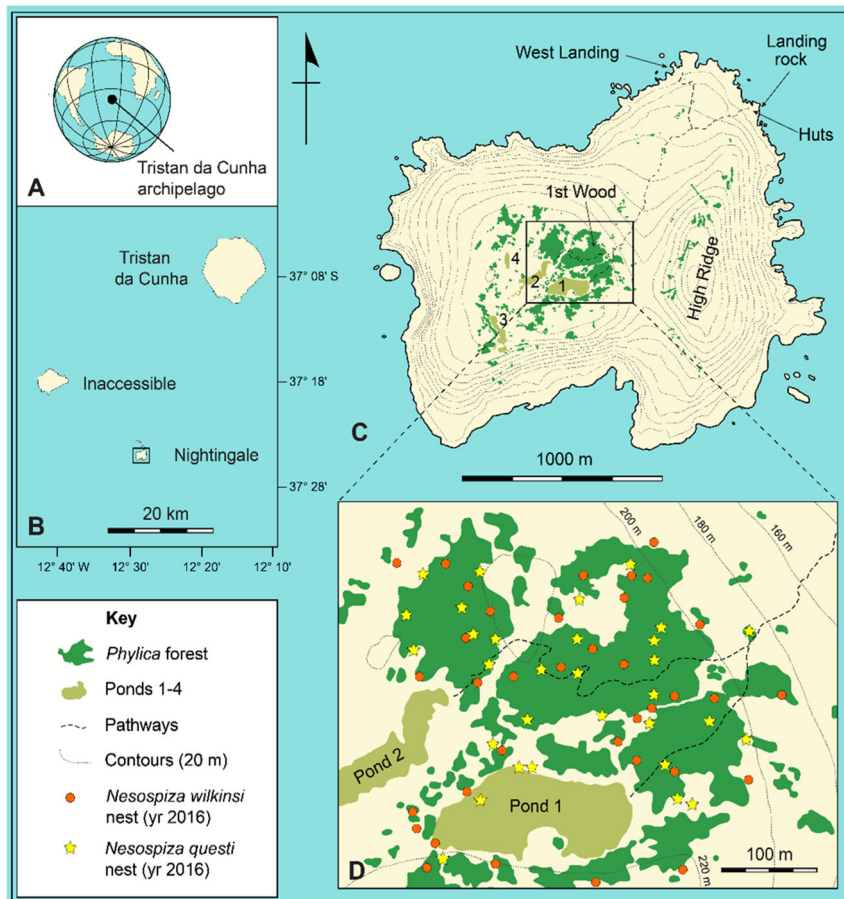 Tristan da Cunha
archipelago
A
Tristan
da Cunha
37° 08' S
Inaccessible
37° 18'
Nightingale
37° 28'
B
20 km
12° 40' W
12° 30'
12° 20'
12° 10'
West Landing
Landing
rock
Huts
1st Wood
High Ridge
4
2
1
3
C
1000 m
Key
Phylica forest
Ponds 1-4
Pathways
Contours (20 m)
Nesospiza wilkinsi
nest (yr 2016)
Nesospiza questi
nest (yr 2016)
200 m
180 m
160 m
Pond 2
Pond 1
220 m
D
100 m